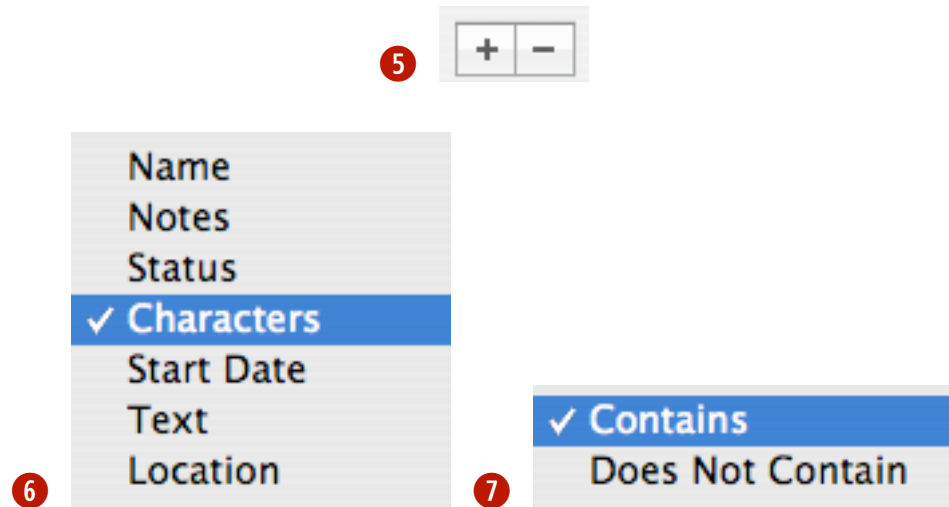 5
+ −
Name
Notes
Status
✓ Characters
Start Date
Text
Location
6
✓ Contains
Does Not Contain
7